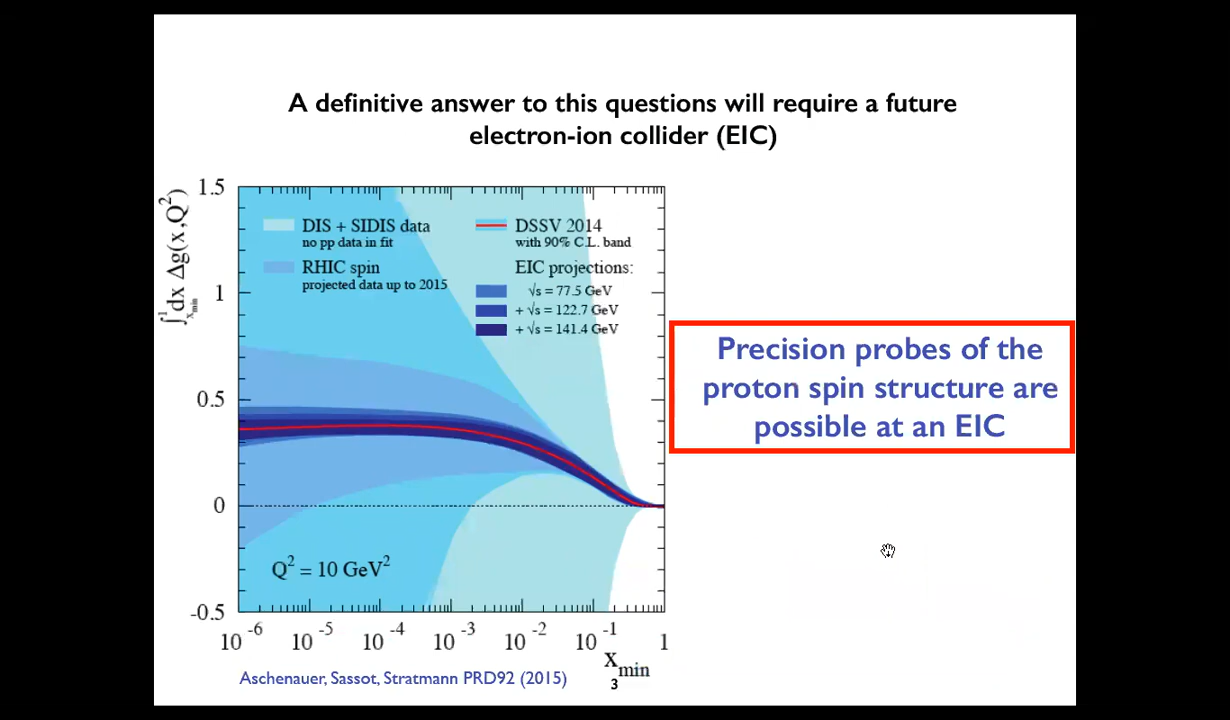 A definitive answer to this questions will require a future
electron-ion collider (EIC)
∫¹ₓₘᵢₙ dx Δg(x,Q²)
1.5
1
0.5
0
-0.5
DIS + SIDIS data
no pp data in fit
RHIC spin
projected data up to 2015
DSSV 2014
with 90% C.L. band
EIC projections:
√s = 77.5 GeV
+ √s = 122.7 GeV
+ √s = 141.4 GeV
Q² = 10 GeV²
10⁻⁶ 10⁻⁵ 10⁻⁴ 10⁻³ 10⁻² 10⁻¹ 1
xₘᵢₙ
Precision probes of the
proton spin structure are
possible at an EIC
Aschenauer, Sassot, Stratmann PRD92 (2015)
3